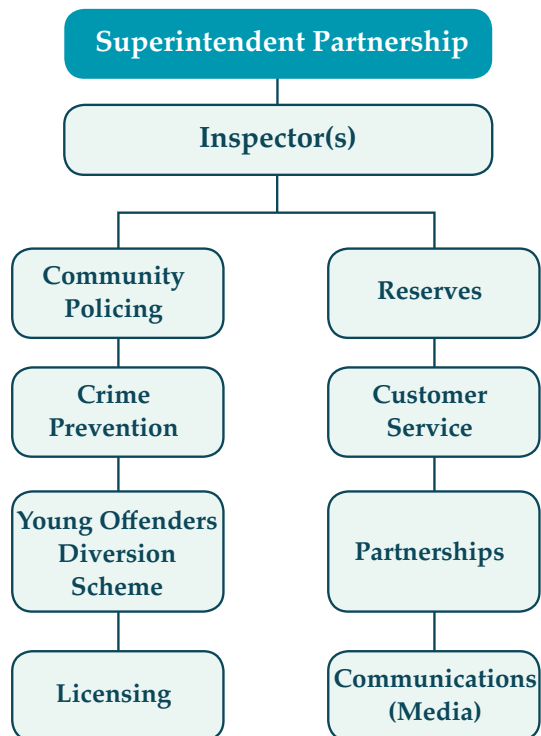 Superintendent Partnership
Inspector(s)
Community
Policing
Crime
Prevention
Young Offenders
Diversion
Scheme
Licensing
Reserves
Customer
Service
Partnerships
Communications
(Media)